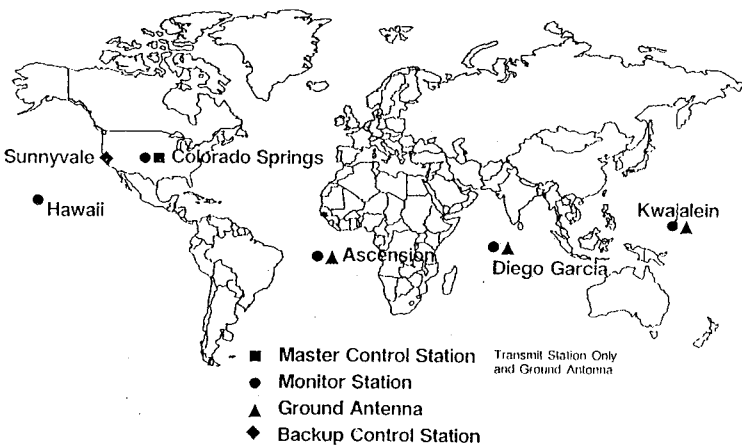 Sunnyvale
Colorado Springs
Hawaii
Kwajalein
Ascension
Diego Garcia
Master Control Station
Transmit Station Only
and Ground Antenna
Monitor Station
Ground Antenna
Backup Control Station